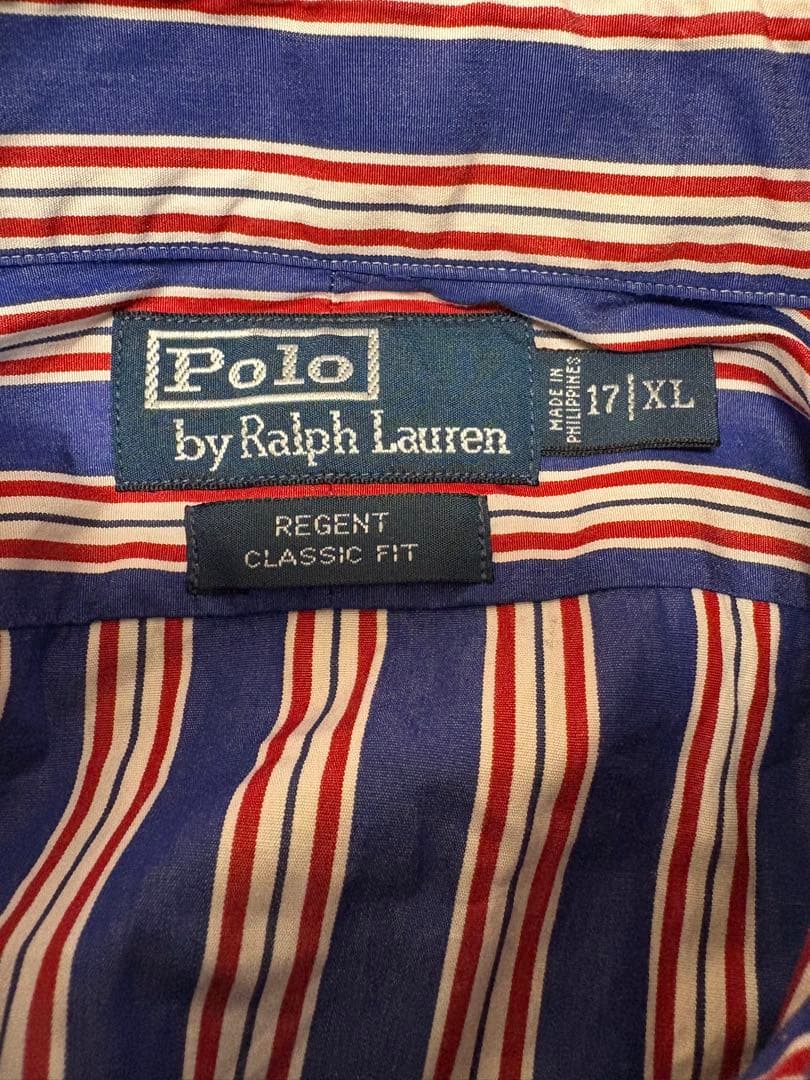 Polo
by Ralph Lauren
MADE IN
PHILIPPINES
17 XL
REGENT
CLASSIC FIT